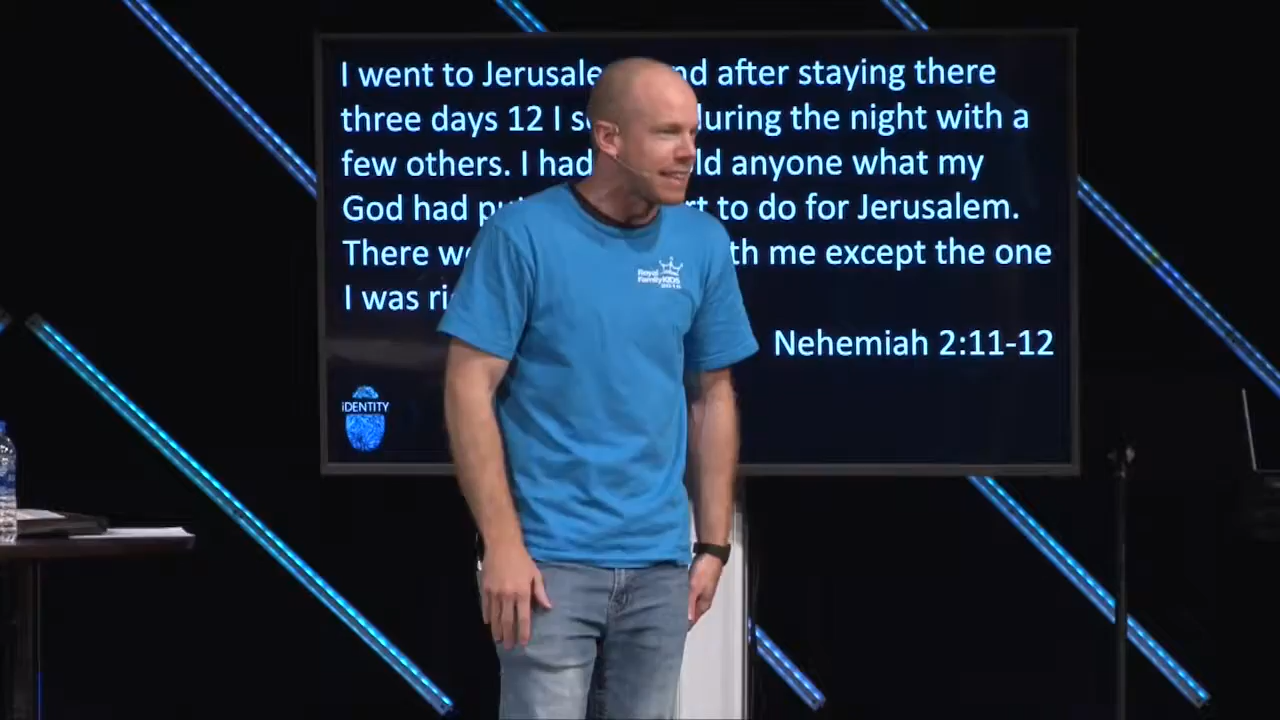 I went to Jerusale nd after staying there
three days 12 I s during the night with a
few others. I had ld anyone what my
God had pu rt to do for Jerusalem.
There we th me except the one
I was ri
Nehemiah 2:11-12
iDENTITY
Royal
Family KIDS